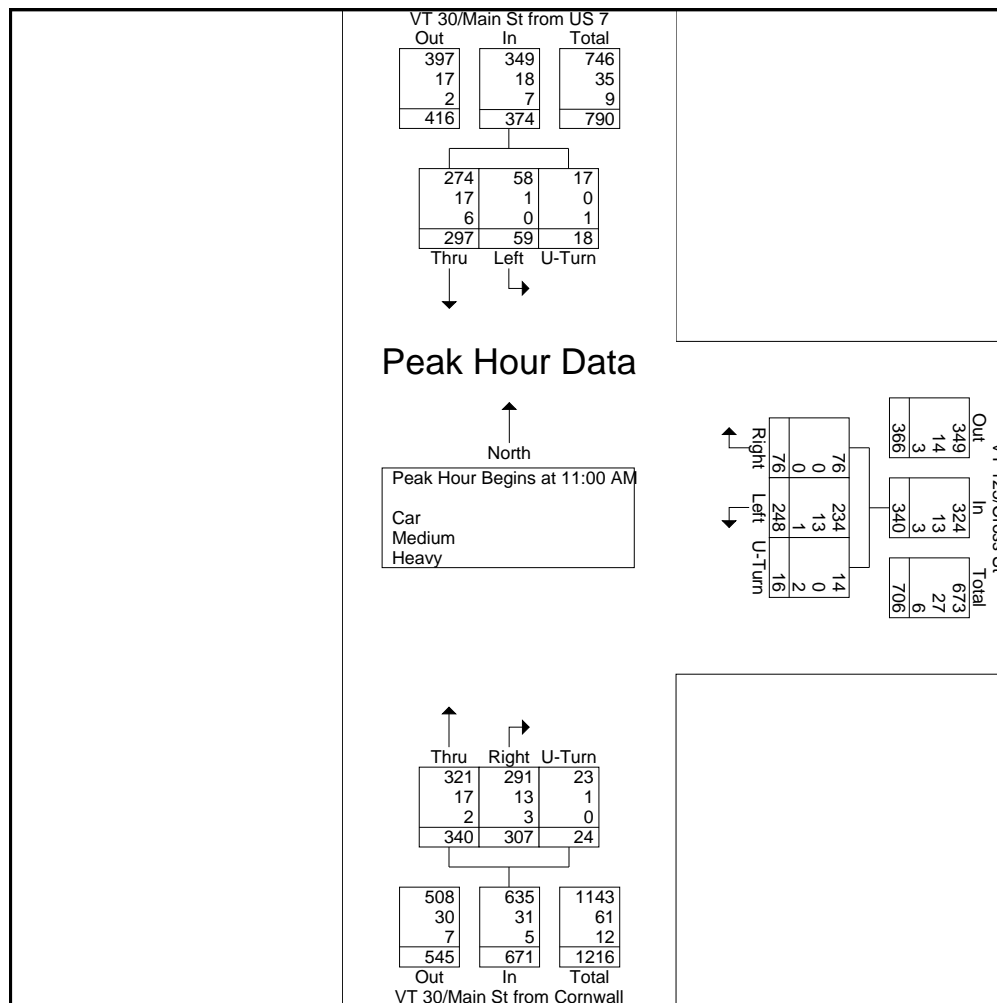 VT 30/Main St from US 7
Out In Total
397 349 746
17 18 35
2 7 9
416 374 790
274 58 17
17 1 0
6 0 1
297 59 18
Thru Left U-Turn
Peak Hour Data
North
Peak Hour Begins at 11:00 AM
Car
Medium
Heavy
Out In Total
349 324 673
14 13 27
3 3 6
366 340 706
76 234 14
0 13 0
0 1 2
76 248 16
Right Left U-Turn
Thru Right U-Turn
321 291 23
17 13 1
2 3 0
340 307 24
508 635 1143
30 31 61
7 5 12
545 671 1216
Out In Total
VT 30/Main St from Cornwall